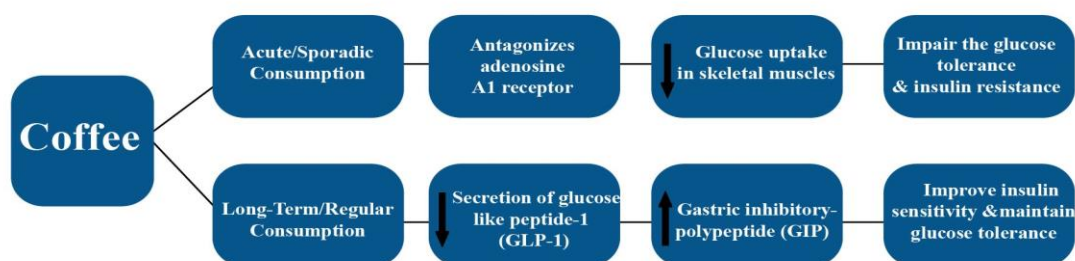 Coffee
Acute/Sporadic
Consumption
Antagonizes
adenosine
A1 receptor
Glucose uptake
in skeletal muscles
Impair the glucose
tolerance
& insulin resistance
Long-Term/Regular
Consumption
Secretion of glucose
like peptide-1
(GLP-1)
Gastric inhibitory-
polypeptide (GIP)
Improve insulin
sensitivity &maintain
glucose tolerance